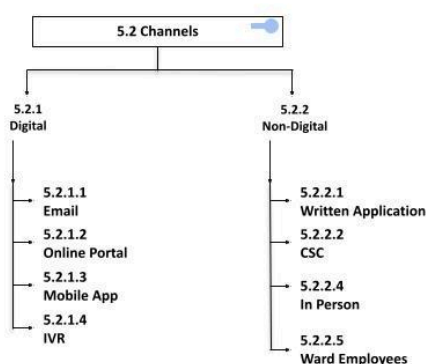 5.2 Channels
5.2.1
Digital
5.2.2
Non-Digital
5.2.1.1
Email
5.2.1.2
Online Portal
5.2.1.3
Mobile App
5.2.1.4
IVR
5.2.2.1
Written Application
5.2.2.2
CSC
5.2.2.4
In Person
5.2.2.5
Ward Employees